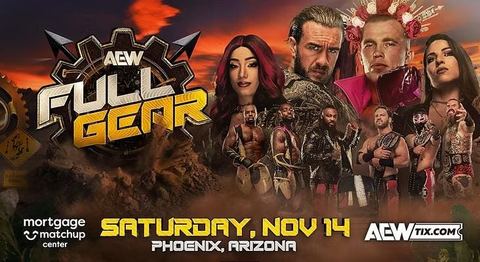 AEW
FULL
GEAR
mortgage
matchup
center
SATURDAY, NOV 14
PHOENIX, ARIZONA
AEWTIX.COM